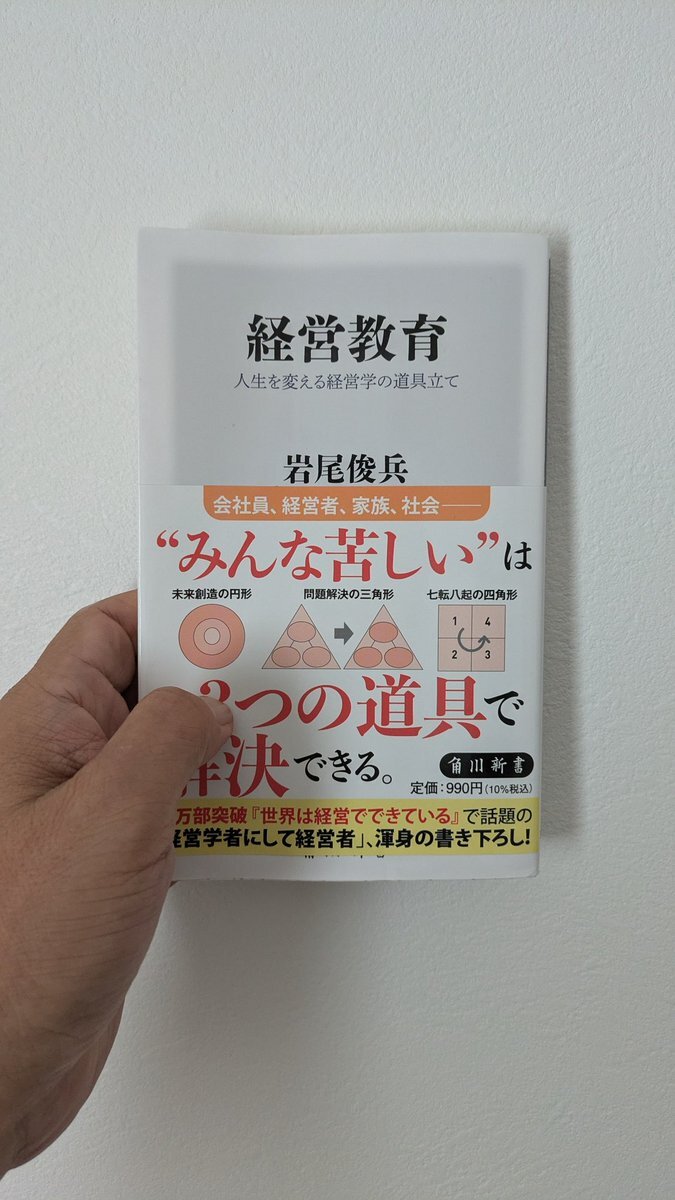 経営教育
人生を変える経営学の道具立て
岩尾俊兵
会社員、経営者、家族、社会――
“みんな苦しい”は
未来創造の円形
問題解決の三角形
七転八起の四角形
1 4
2 3
3つの道具で
解決できる。
角川新書
定価：990円（10%税込）
万部突破『世界は経営でできている』で話題の
経営学者にして経営者」、渾身の書き下ろし！